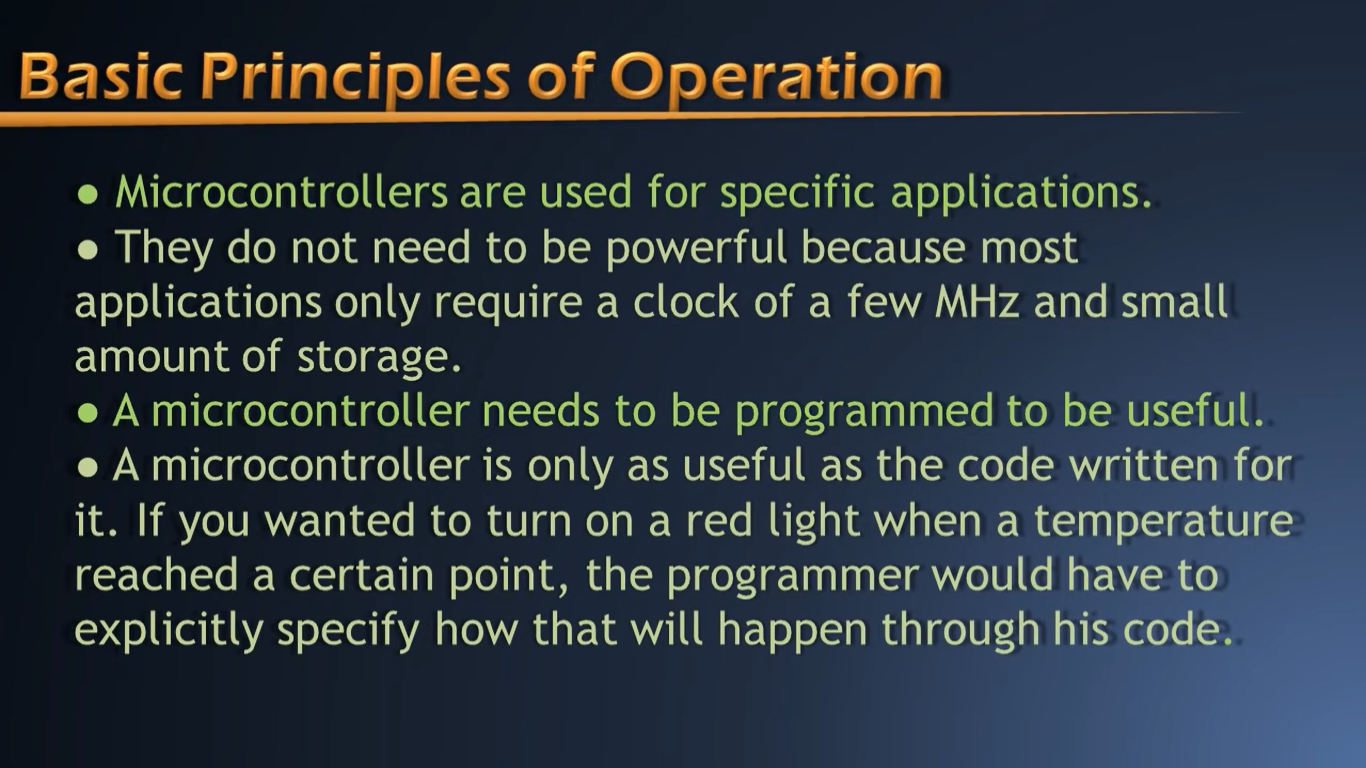 Basic Principles of Operation
● Microcontrollers are used for specific applications.
● They do not need to be powerful because most
applications only require a clock of a few MHz and small
amount of storage.
● A microcontroller needs to be programmed to be useful.
● A microcontroller is only as useful as the code written for
it. If you wanted to turn on a red light when a temperature
reached a certain point, the programmer would have to
explicitly specify how that will happen through his code.